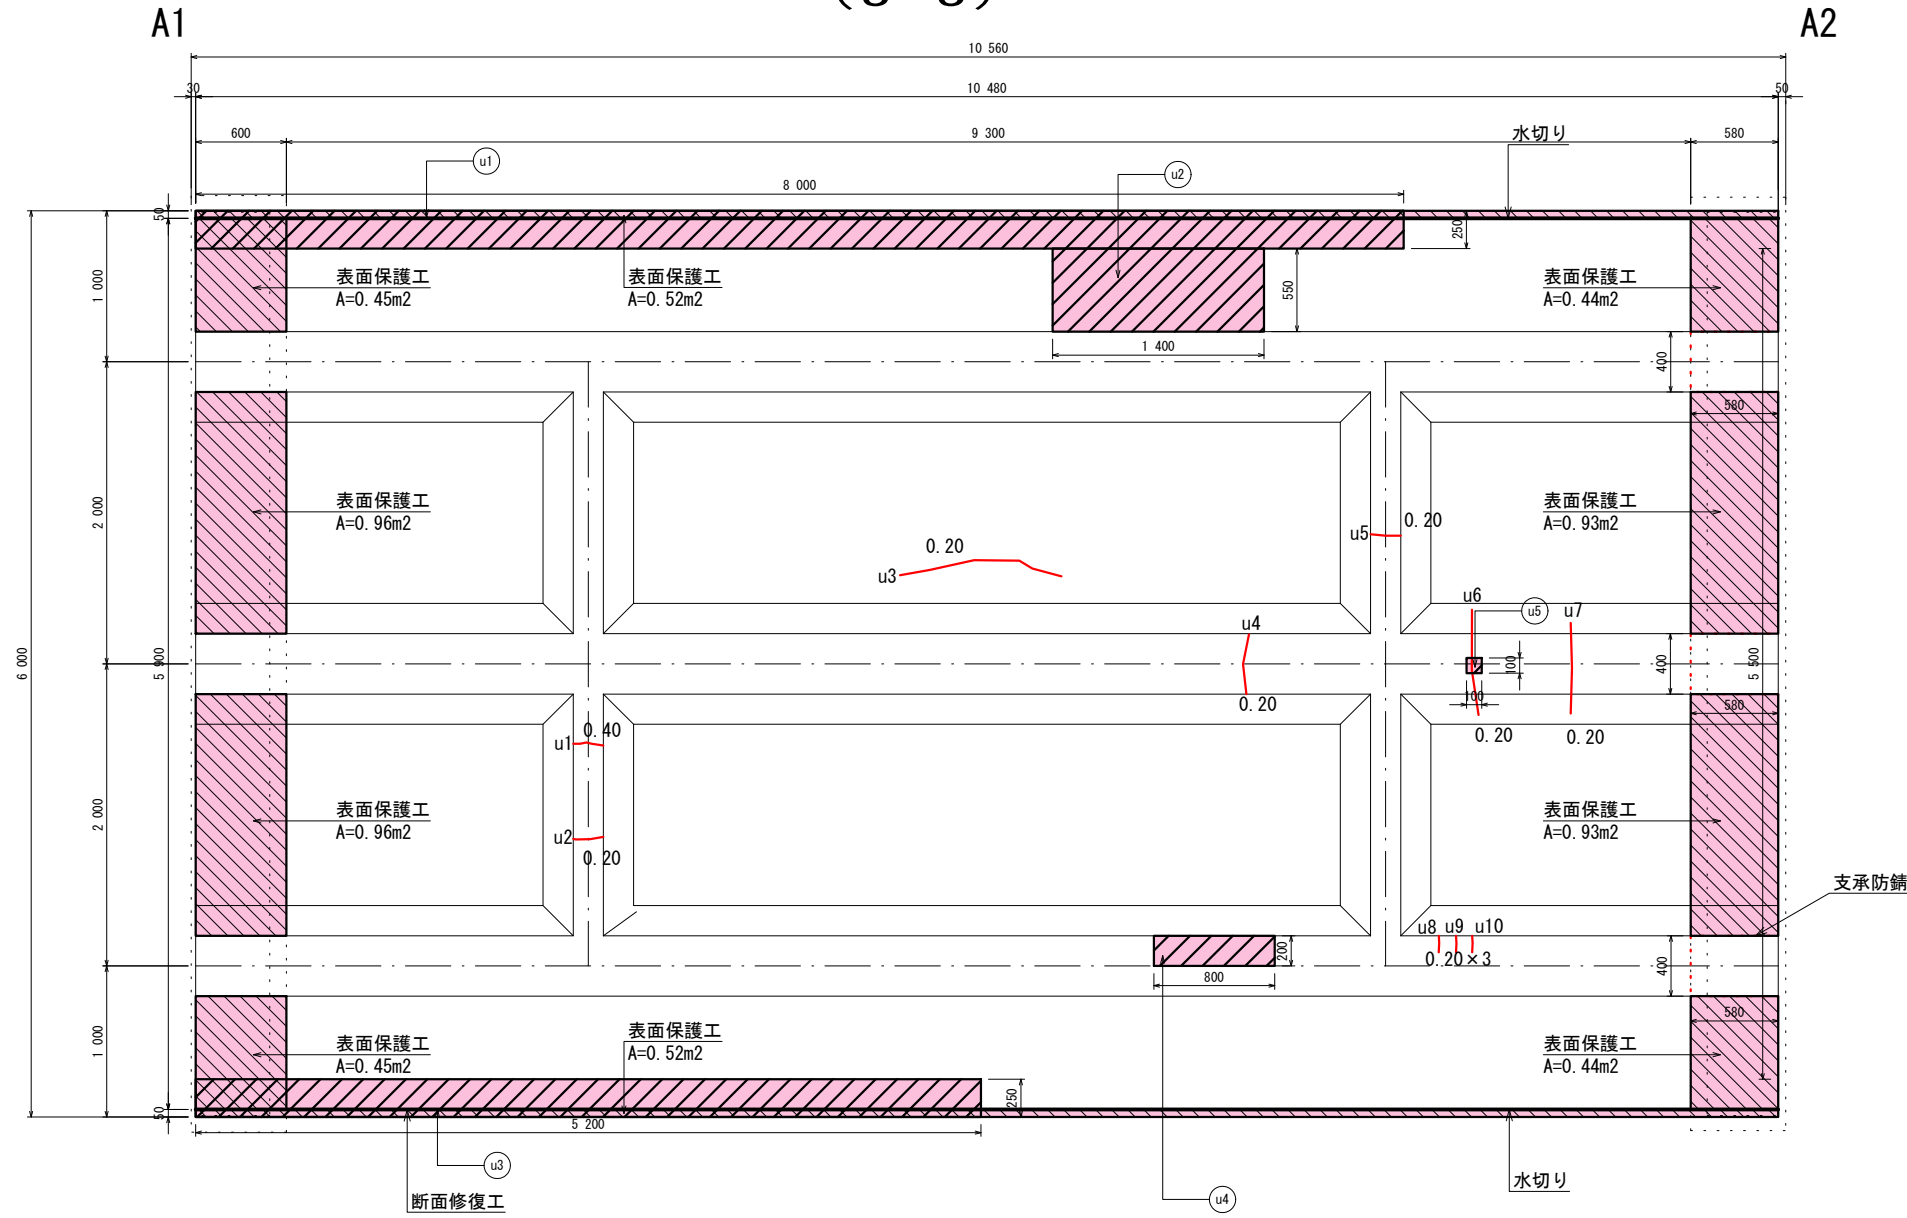 A1
A2
10 560
30
10 480
50
600
9 300
水切り
580
u1
u2
8 000
50
250
表面保護工
A=0.45m2
表面保護工
A=0.52m2
550
表面保護工
A=0.44m2
1 000
1 400
400
580
表面保護工
A=0.96m2
表面保護工
A=0.93m2
2 000
u5
0.20
0.20
u3
u6
u5
u7
u4
6 000
5 900
400
100
5 500
100
0.20
580
0.20
0.20
u1
0.40
表面保護工
A=0.96m2
表面保護工
A=0.93m2
2 000
u2
0.20
支承防錆
u8
u9
u10
0.20×3
200
400
800
580
表面保護工
A=0.45m2
表面保護工
A=0.52m2
表面保護工
A=0.44m2
1 000
250
50
5 200
u3
断面修復工
u4
水切り